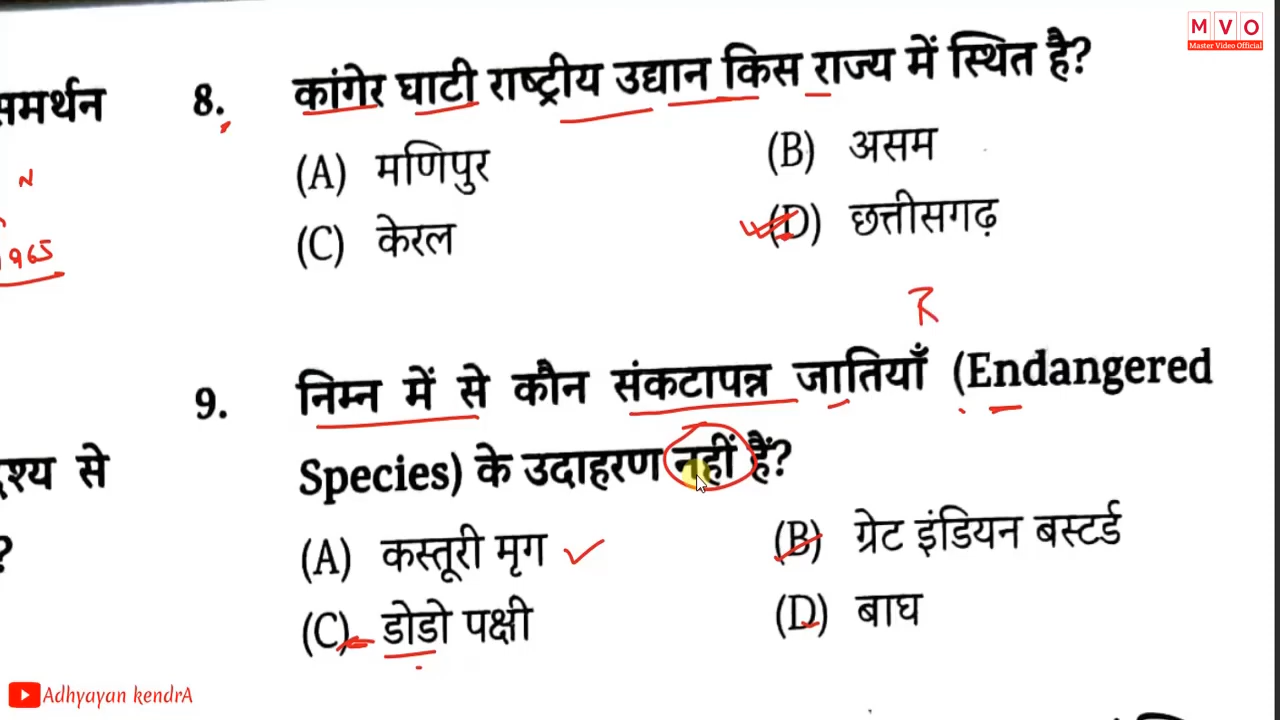 M V O
Master Video Official
समर्थन
N
965
दृश्य से
?
8. कांगेर घाटी राष्ट्रीय उद्यान किस राज्य में स्थित है?
(A) मणिपुर (B) असम
(C) केरल (D) छत्तीसगढ़
R
9. निम्न में से कौन संकटापन्न जातियाँ (Endangered
Species) के उदाहरण नहीं हैं?
(A) कस्तूरी मृग (B) ग्रेट इंडियन बस्टर्ड
(C) डोडो पक्षी (D) बाघ
Adhyayan kendrA